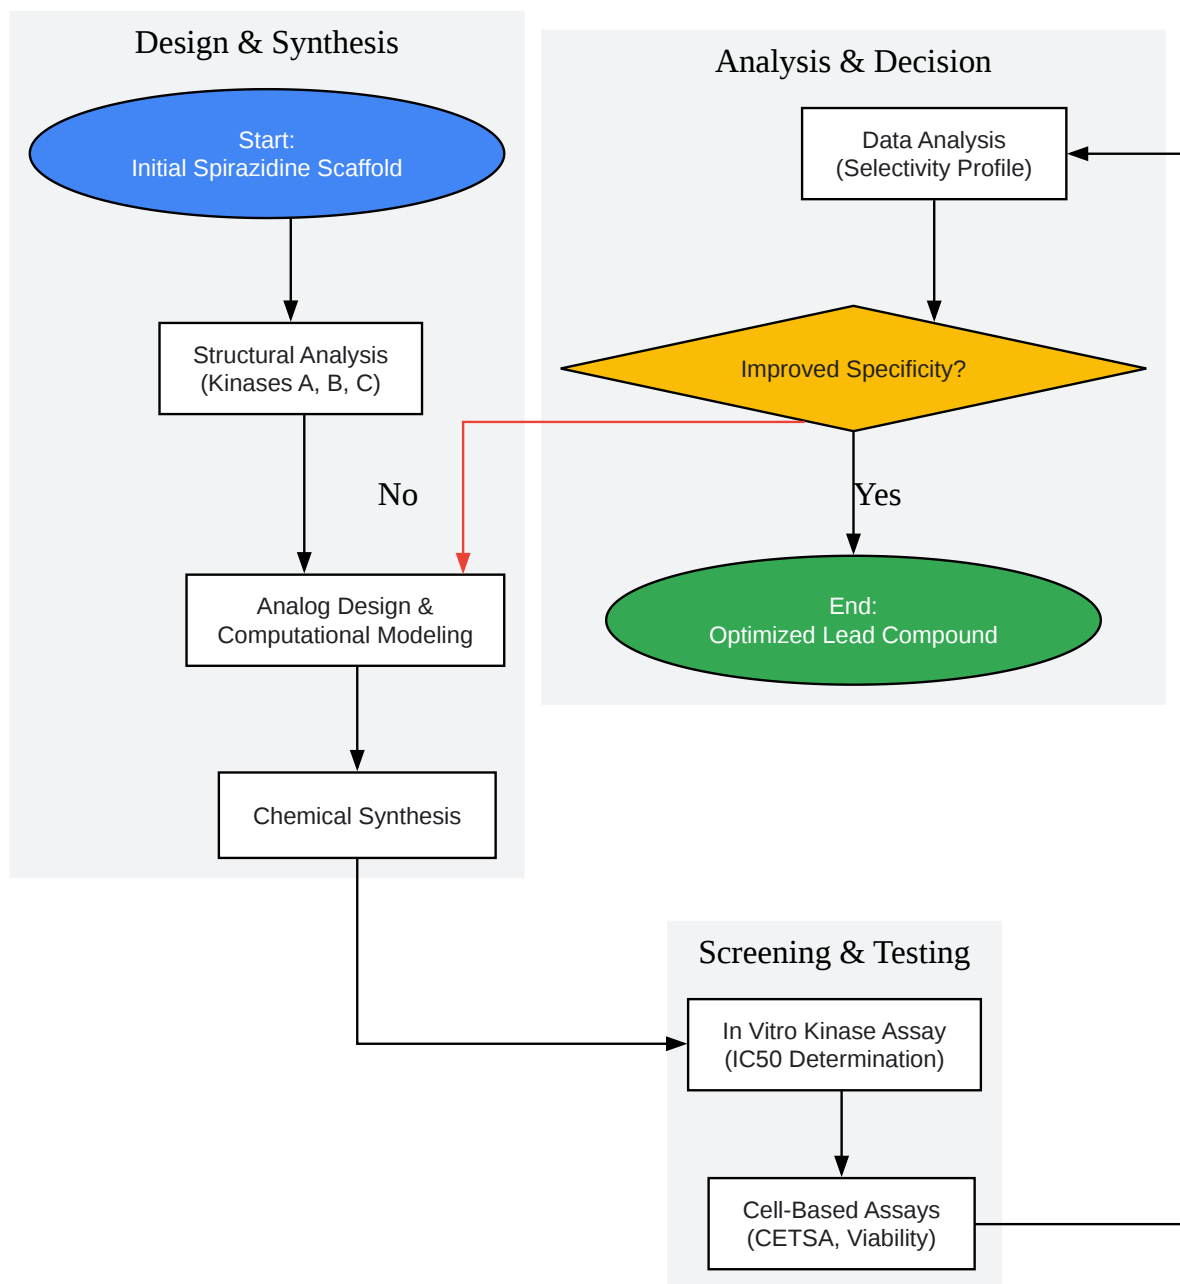 Design & Synthesis
Start:
Initial Spirazidine Scaffold
Structural Analysis
(Kinases A, B, C)
No
Analog Design &
Computational Modeling
Chemical Synthesis
Analysis & Decision
Data Analysis
(Selectivity Profile)
Improved Specificity?
Yes
End:
Optimized Lead Compound
Screening & Testing
In Vitro Kinase Assay
(IC50 Determination)
Cell-Based Assays
(CETSA, Viability)